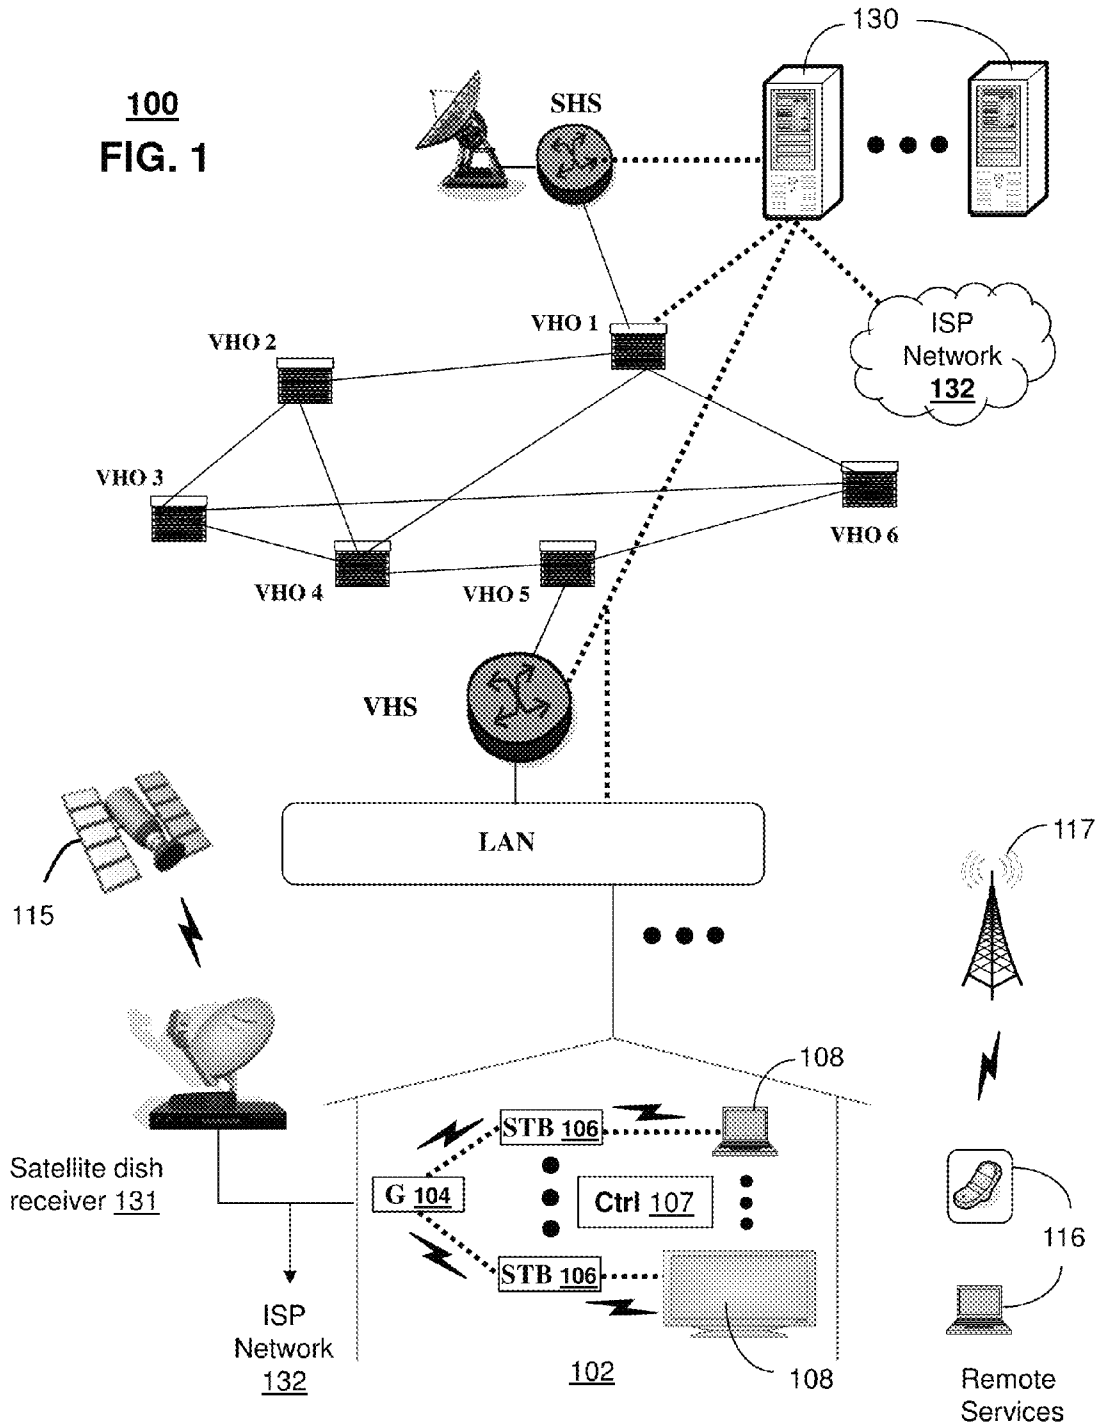 130
100
FIG. 1
SHS
VHO 1
ISP
Network
132
VHO 2
VHO 3
VHO 6
VHO 4
VHO 5
VHS
LAN
117
115
108
STB 106
Satellite dish
receiver 131
G 104
Ctrl 107
116
STB 106
ISP
Network
132
102
108
Remote
Services